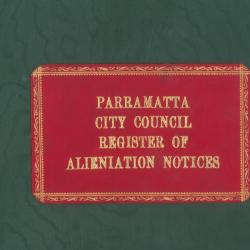 PARRAMATTA
CITY COUNCIL
REGISTER OF
ALIENIATION NOTICES